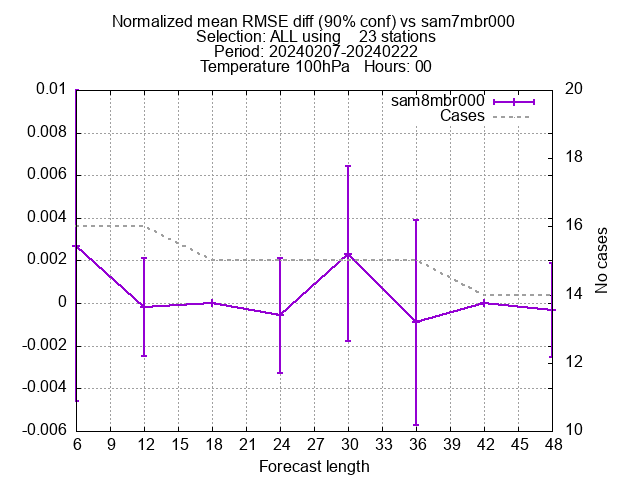 Normalized mean RMSE diff (90% conf) vs sam7mbr000
Selection: ALL using    23 stations
Period: 20240207-20240222
Temperature 100hPa   Hours: 00
sam8mbr000
Cases
0.01
0.008
0.006
0.004
0.002
0
-0.002
-0.004
-0.006
20
18
16
14
12
10
No cases
6 9 12 15 18 21 24 27 30 33 36 39 42 45 48
Forecast length